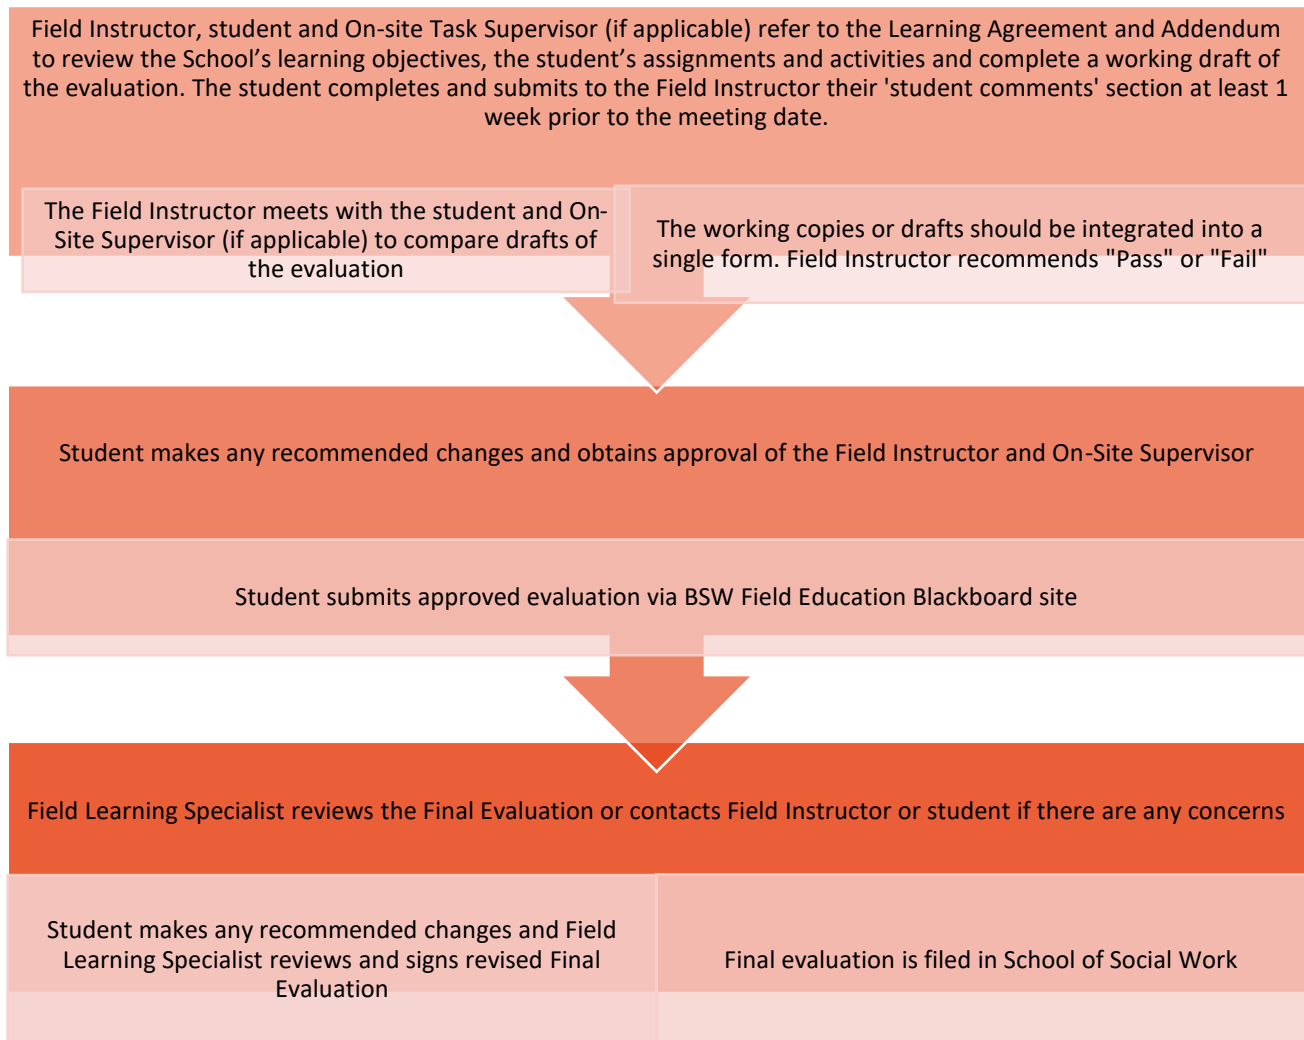 Field Instructor, student and On-site Task Supervisor (if applicable) refer to the Learning Agreement and Addendum
to review the School’s learning objectives, the student’s assignments and activities and complete a working draft of
the evaluation. The student completes and submits to the Field Instructor their 'student comments' section at least 1
week prior to the meeting date.
The Field Instructor meets with the student and On-
Site Supervisor (if applicable) to compare drafts of
the evaluation
The working copies or drafts should be integrated into a
single form. Field Instructor recommends "Pass" or "Fail"
Student makes any recommended changes and obtains approval of the Field Instructor and On-Site Supervisor
Student submits approved evaluation via BSW Field Education Blackboard site
Field Learning Specialist reviews the Final Evaluation or contacts Field Instructor or student if there are any concerns
Student makes any recommended changes and Field
Learning Specialist reviews and signs revised Final
Evaluation
Final evaluation is filed in School of Social Work